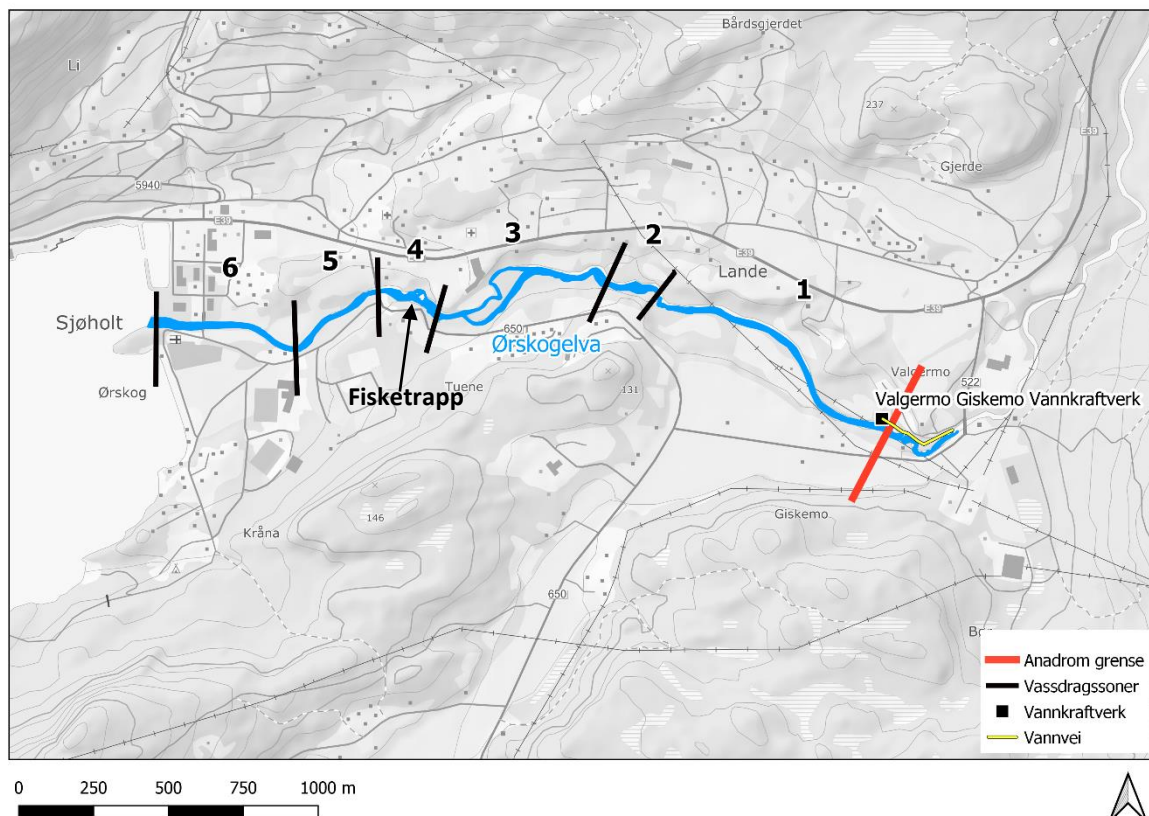 Bårdsgjerdet
Li
237
E39
Gjerde
5940
E39
3
2
4
5
6
E39
Lande
1
Sjøholt
650
Ørskogelva
E39
Ørskog
Fisketrapp
Tuene
131
Valgermo
522
Valgermo Giskemo Vannkraftverk
146
Giskemo
Kråna
650
Anadrom grense
Vassdragssoner
Vannkraftverk
Vannvei
0 250 500 750 1000 m